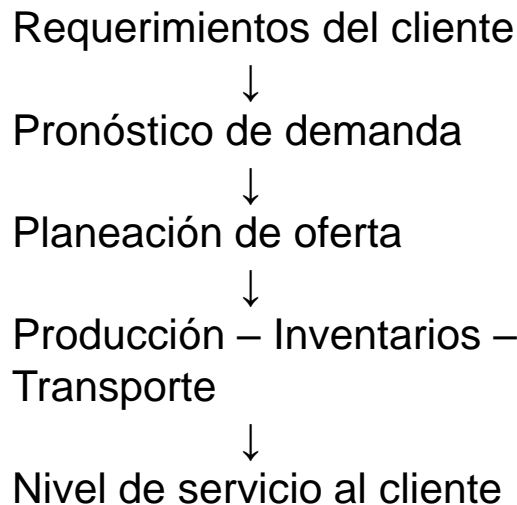 Requerimientos del cliente
↓
Pronóstico de demanda
↓
Planeación de oferta
↓
Producción – Inventarios –
Transporte
↓
Nivel de servicio al cliente